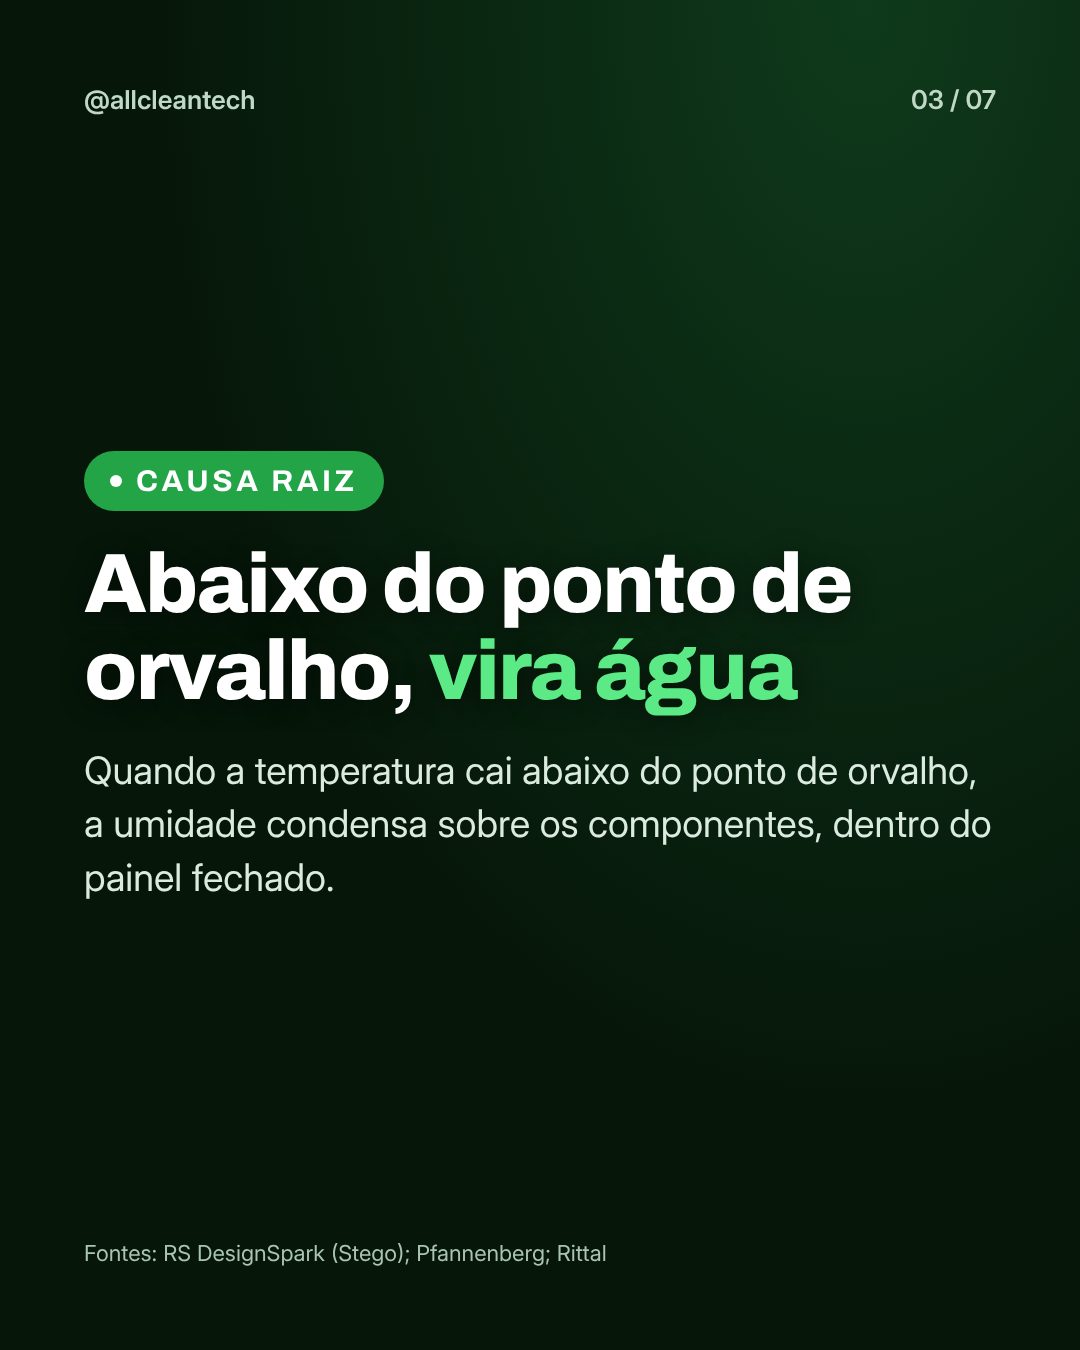 @allcleantech
03 / 07
• CAUSA RAIZ
Abaixo do ponto de
orvalho, vira água
Quando a temperatura cai abaixo do ponto de orvalho,
a umidade condensa sobre os componentes, dentro do
painel fechado.
Fontes: RS DesignSpark (Stego); Pfannenberg; Rittal